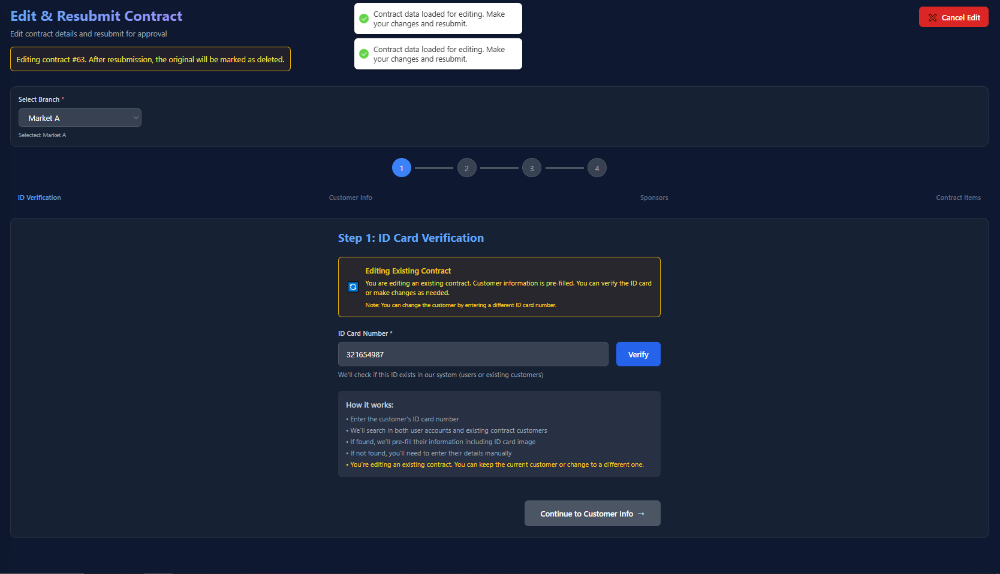 Edit & Resubmit Contract
Edit contract details and resubmit for approval
Editing contract #63. After resubmission, the original will be marked as deleted.
Contract data loaded for editing. Make
your changes and resubmit.
Contract data loaded for editing. Make
your changes and resubmit.
Cancel Edit
Select Branch *
Market A
Selected: Market A
1
2
3
4
ID Verification
Customer Info
Sponsors
Contract Items
Step 1: ID Card Verification
Editing Existing Contract
You are editing an existing contract. Customer information is pre-filled. You can verify the ID card
or make changes as needed.
Note: You can change the customer by entering a different ID card number.
ID Card Number *
321654987
Verify
We'll check if this ID exists in our system (users or existing customers)
How it works:
• Enter the customer's ID card number
• We'll search in both user accounts and existing contract customers
• If found, we'll pre-fill their information including ID card image
• If not found, you'll need to enter their details manually
• You're editing an existing contract. You can keep the current customer or change to a different one.
Continue to Customer Info →